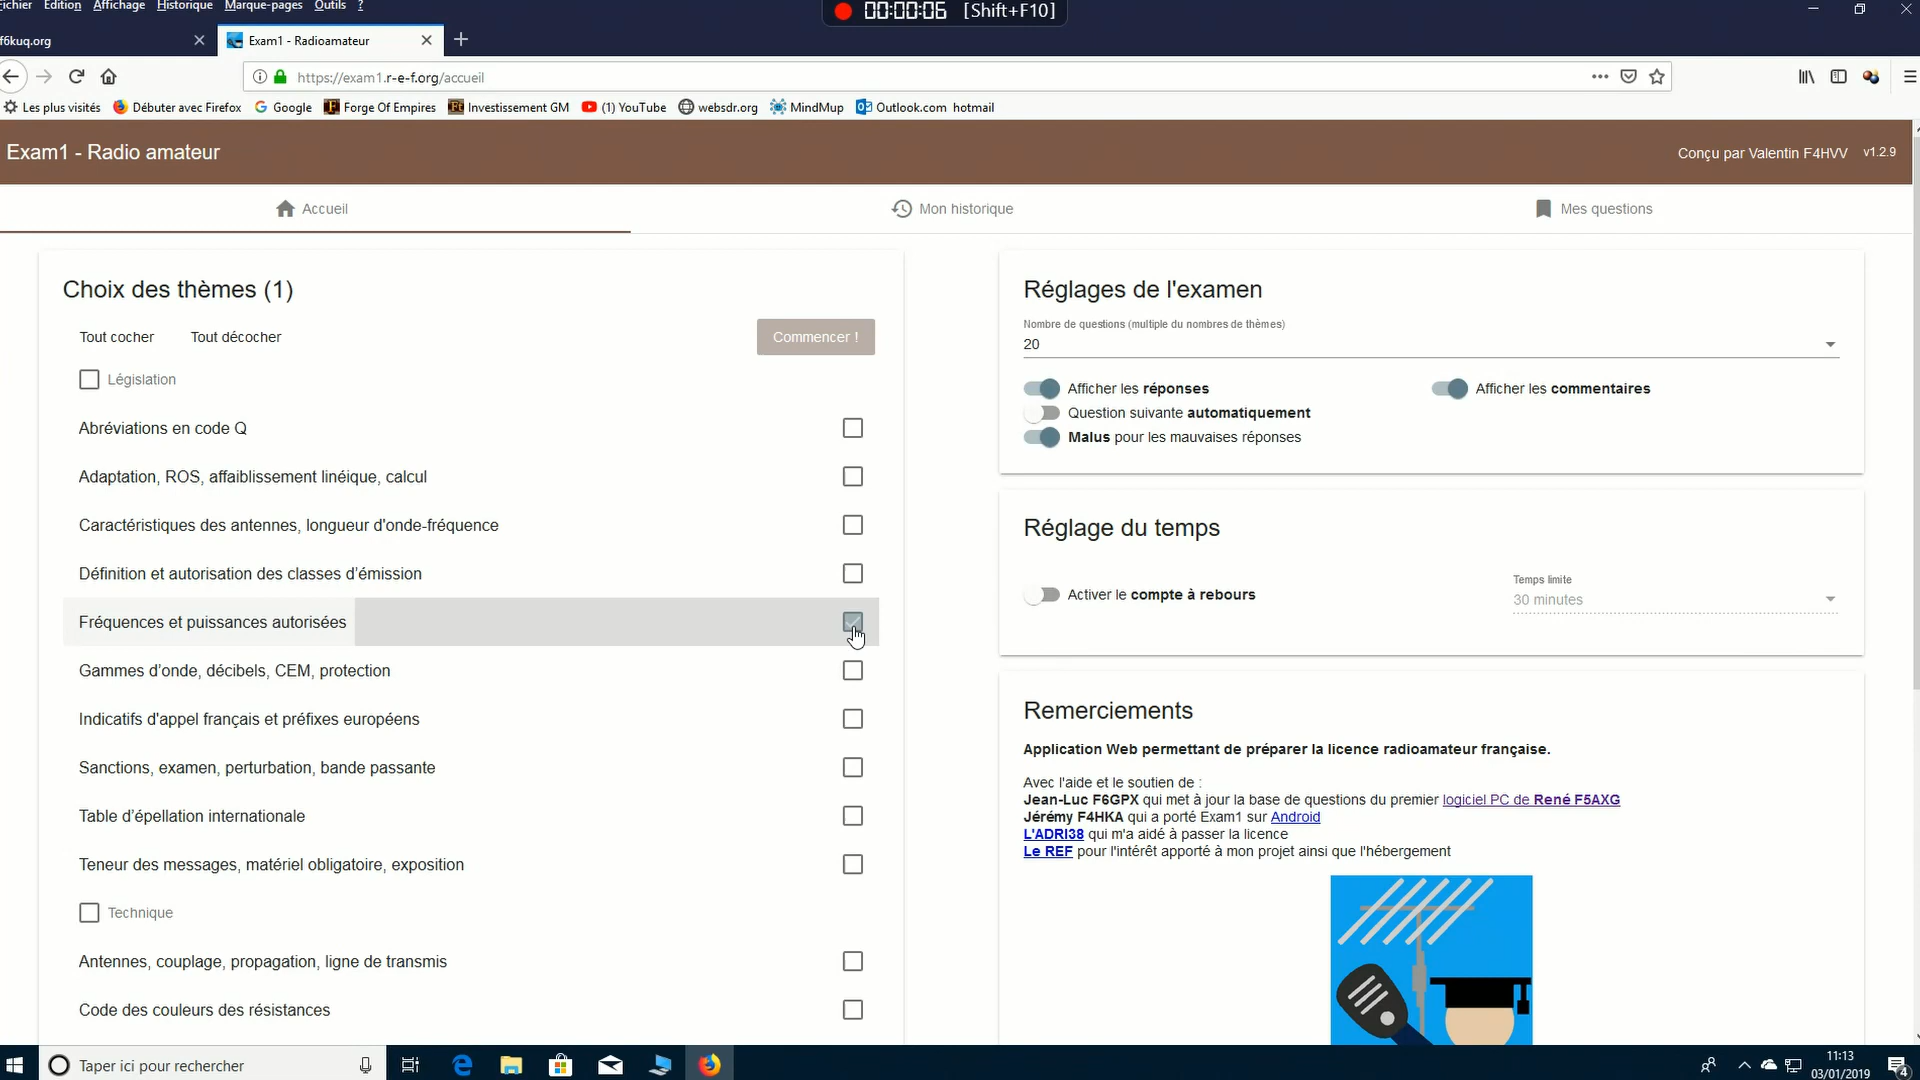 ichier Edition Affichage Historique Marque-pages Outils ?
00:00:06 [Shift+F10]
f6kuq.org
Exam1 - Radioamateur
https://exam1.r-e-f.org/accueil
Les plus visités Débuter avec Firefox Google Forge Of Empires Investissement GM (1) YouTube websdr.org MindMup Outlook.com hotmail
Exam1 - Radio amateur
Conçu par Valentin F4HVV v1.2.9
Accueil
Mon historique
Mes questions
Choix des thèmes (1)
Tout cocher Tout décocher Commencer !
Législation
Abréviations en code Q
Adaptation, ROS, affaiblissement linéique, calcul
Caractéristiques des antennes, longueur d'onde-fréquence
Définition et autorisation des classes d'émission
Fréquences et puissances autorisées
Gammes d'onde, décibels, CEM, protection
Indicatifs d'appel français et préfixes européens
Sanctions, examen, perturbation, bande passante
Table d'épellation internationale
Teneur des messages, matériel obligatoire, exposition
Technique
Antennes, couplage, propagation, ligne de transmis
Code des couleurs des résistances
Réglages de l'examen
Nombre de questions (multiple du nombres de thèmes)
20
Afficher les réponses
Afficher les commentaires
Question suivante automatiquement
Malus pour les mauvaises réponses
Réglage du temps
Activer le compte à rebours
Temps limite
30 minutes
Remerciements
Application Web permettant de préparer la licence radioamateur française.
Avec l'aide et le soutien de :
Jean-Luc F6GPX qui met à jour la base de questions du premier logiciel PC de René F5AXG
Jérémy F4HKA qui a porté Exam1 sur Android
L'ADRI38 qui m'a aidé à passer la licence
Le REF pour l'intérêt apporté à mon projet ainsi que l'hébergement
Taper ici pour rechercher
11:13
03/01/2019
4